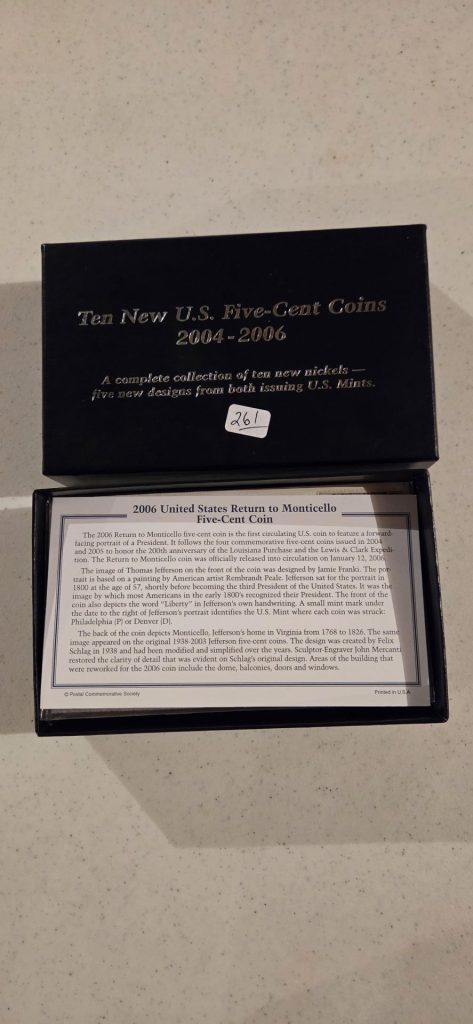 Ten New U.S. Five-Cent Coins
2004-2006
A complete collection of ten new nickels —
five new designs from both issuing U.S. Mints.
261
2006 United States Return to Monticello
Five-Cent Coin
The 2006 Return to Monticello five-cent coin is the first circulating U.S. coin to feature a forward-
facing portrait of a President. It follows the four commemorative five-cent coins issued in 2004
and 2005 to honor the 200th anniversary of the Louisiana Purchase and the Lewis & Clark Expedi-
tion. The Return to Monticello coin was officially released into circulation on January 12, 2006.
The image of Thomas Jefferson on the front of the coin was designed by Jamie Franki. The por-
trait is based on a painting by American artist Rembrandt Peale. Jefferson sat for the portrait in
1800 at the age of 57, shortly before becoming the third President of the United States. It was the
image by which most Americans in the early 1800's recognized their President. The front of the
coin also depicts the word "Liberty" in Jefferson's own handwriting. A small mint mark under
the date to the right of Jefferson's portrait identifies the U.S. Mint where each coin was struck:
Philadelphia (P) or Denver (D).
The back of the coin depicts Monticello, Jefferson's home in Virginia from 1768 to 1826. The same
image appeared on the original 1938-2003 Jefferson five-cent coins. The design was created by Felix
Schlag in 1938 and had been modified and simplified over the years. Sculptor-Engraver John Mercanti
restored the clarity of detail that was evident on Schlag's original design. Areas of the building that
were reworked for the 2006 coin include the dome, balconies, doors and windows.
© Postal Commemorative Society
Printed in U.S.A.